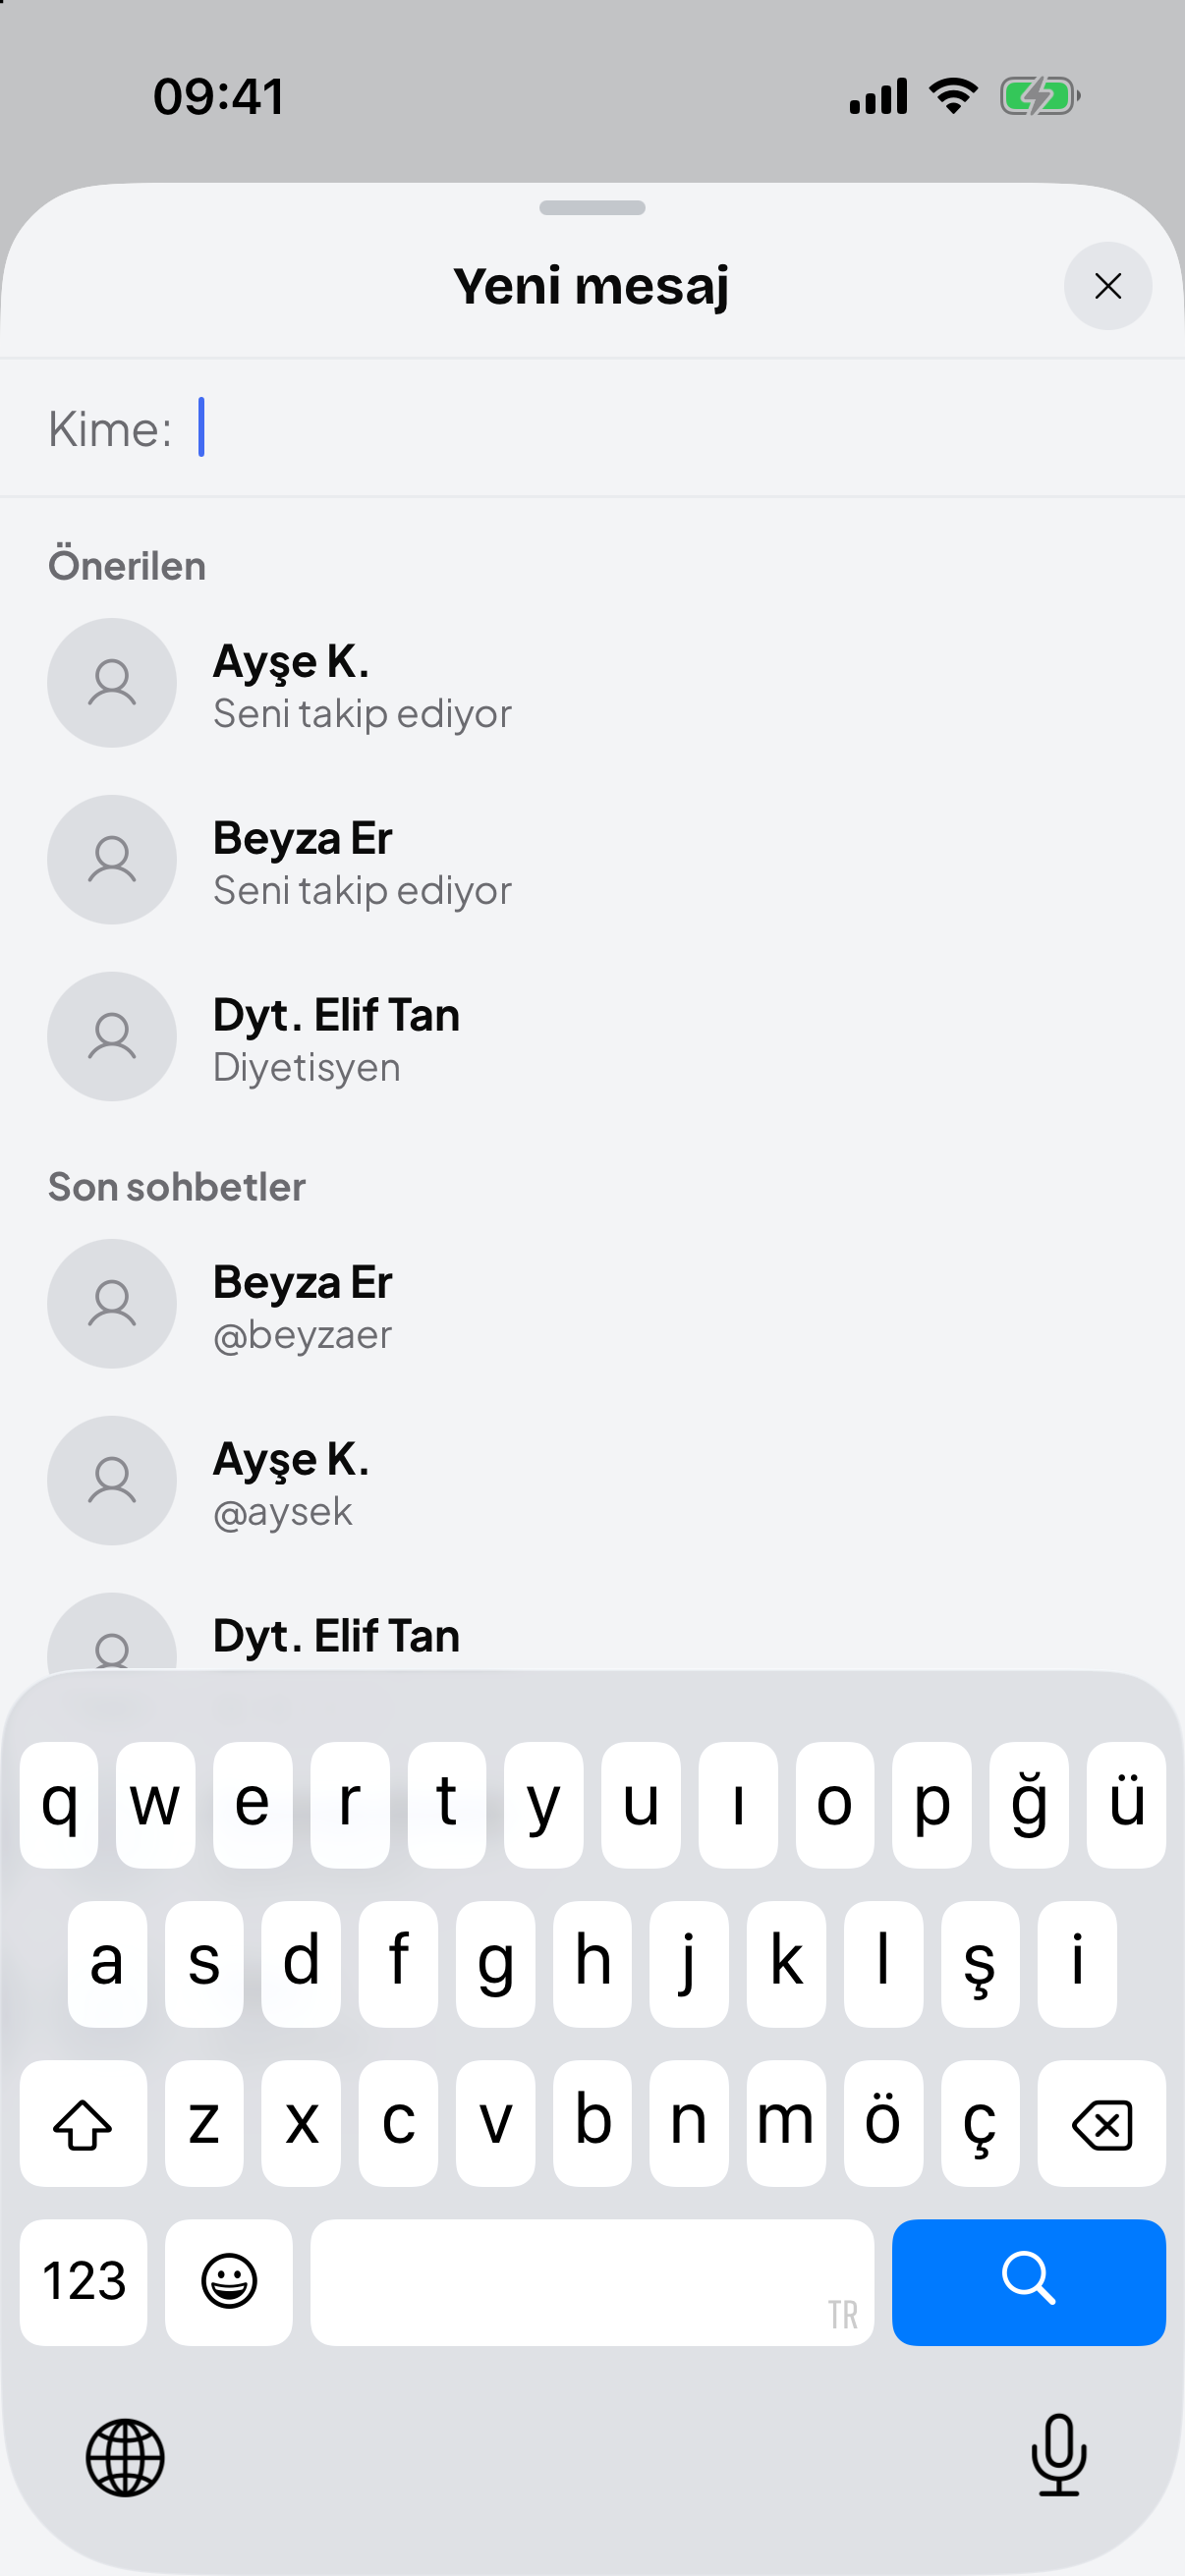 09:41
Yeni mesaj
Kime:
Önerilen
Ayşe K.
Seni takip ediyor
Beyza Er
Seni takip ediyor
Dyt. Elif Tan
Diyetisyen
Son sohbetler
Beyza Er
@beyzaer
Ayşe K.
@aysek
Dyt. Elif Tan
q w e r t y u ı o p ğ ü
a s d f g h j k l ş i
z x c v b n m ö ç
123
TR